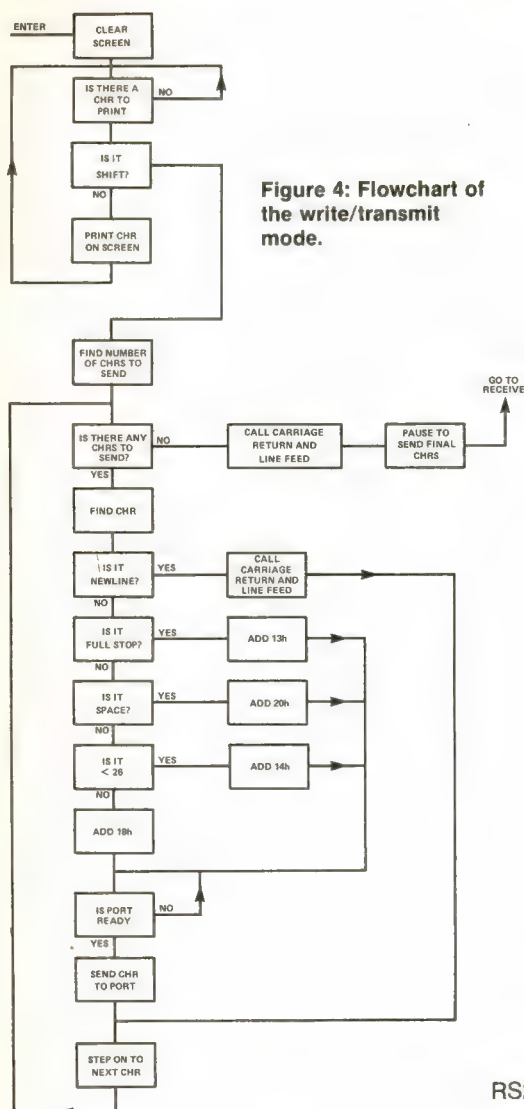 ENTER
CLEAR
SCREEN
IS THERE A
CHR TO
PRINT
NO
IS IT
SHIFT?
NO
PRINT CHR
ON SCREEN
Figure 4: Flowchart of
the write/transmit
mode.
FIND NUMBER
OF CHRS TO
SEND
GO TO
RECEIVE
IS THERE ANY
CHRS TO
SEND?
NO
CALL CARRIAGE
RETURN AND
LINE FEED
PAUSE TO
SEND FINAL
CHRS
YES
FIND CHR
IS IT
NEWLINE?
YES
CALL
CARRIAGE
RETURN AND
LINE FEED
NO
IS IT
FULL STOP?
YES
ADD 13h
NO
IS IT
SPACE?
YES
ADD 20h
NO
IS IT
< 26
YES
ADD 14h
NO
ADD 18h
IS PORT
READY
NO
YES
SEND CHR
TO PORT
STEP ON TO
NEXT CHR